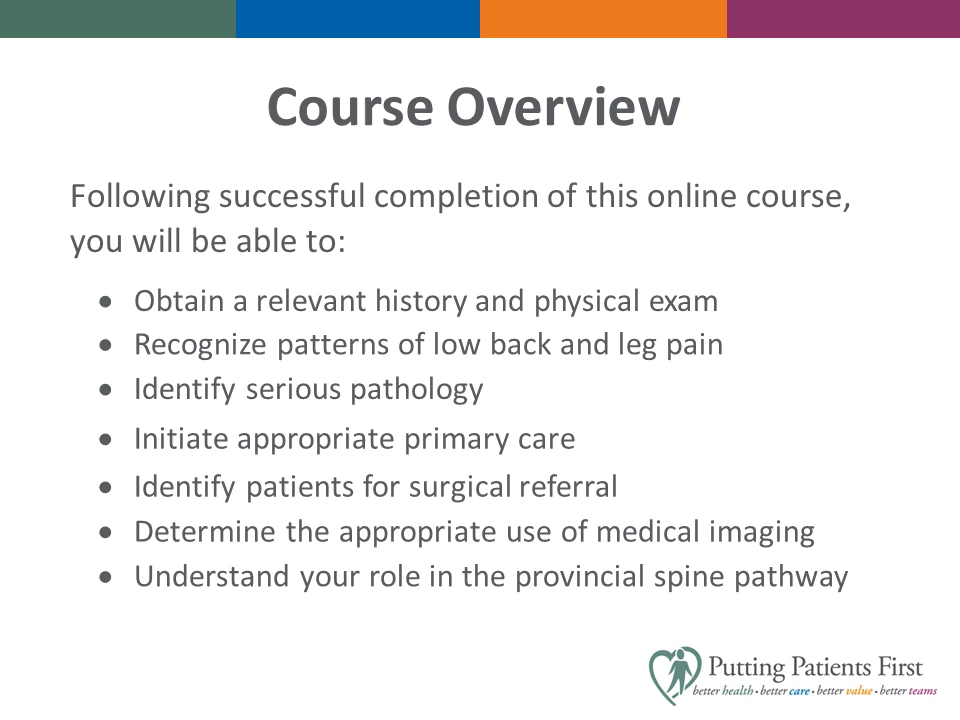 Course Overview
Following successful completion of this online course,
you will be able to:
• Obtain a relevant history and physical exam
• Recognize patterns of low back and leg pain
• Identify serious pathology
• Initiate appropriate primary care
• Identify patients for surgical referral
• Determine the appropriate use of medical imaging
• Understand your role in the provincial spine pathway
Putting Patients First
better health • better care • better value • better teams